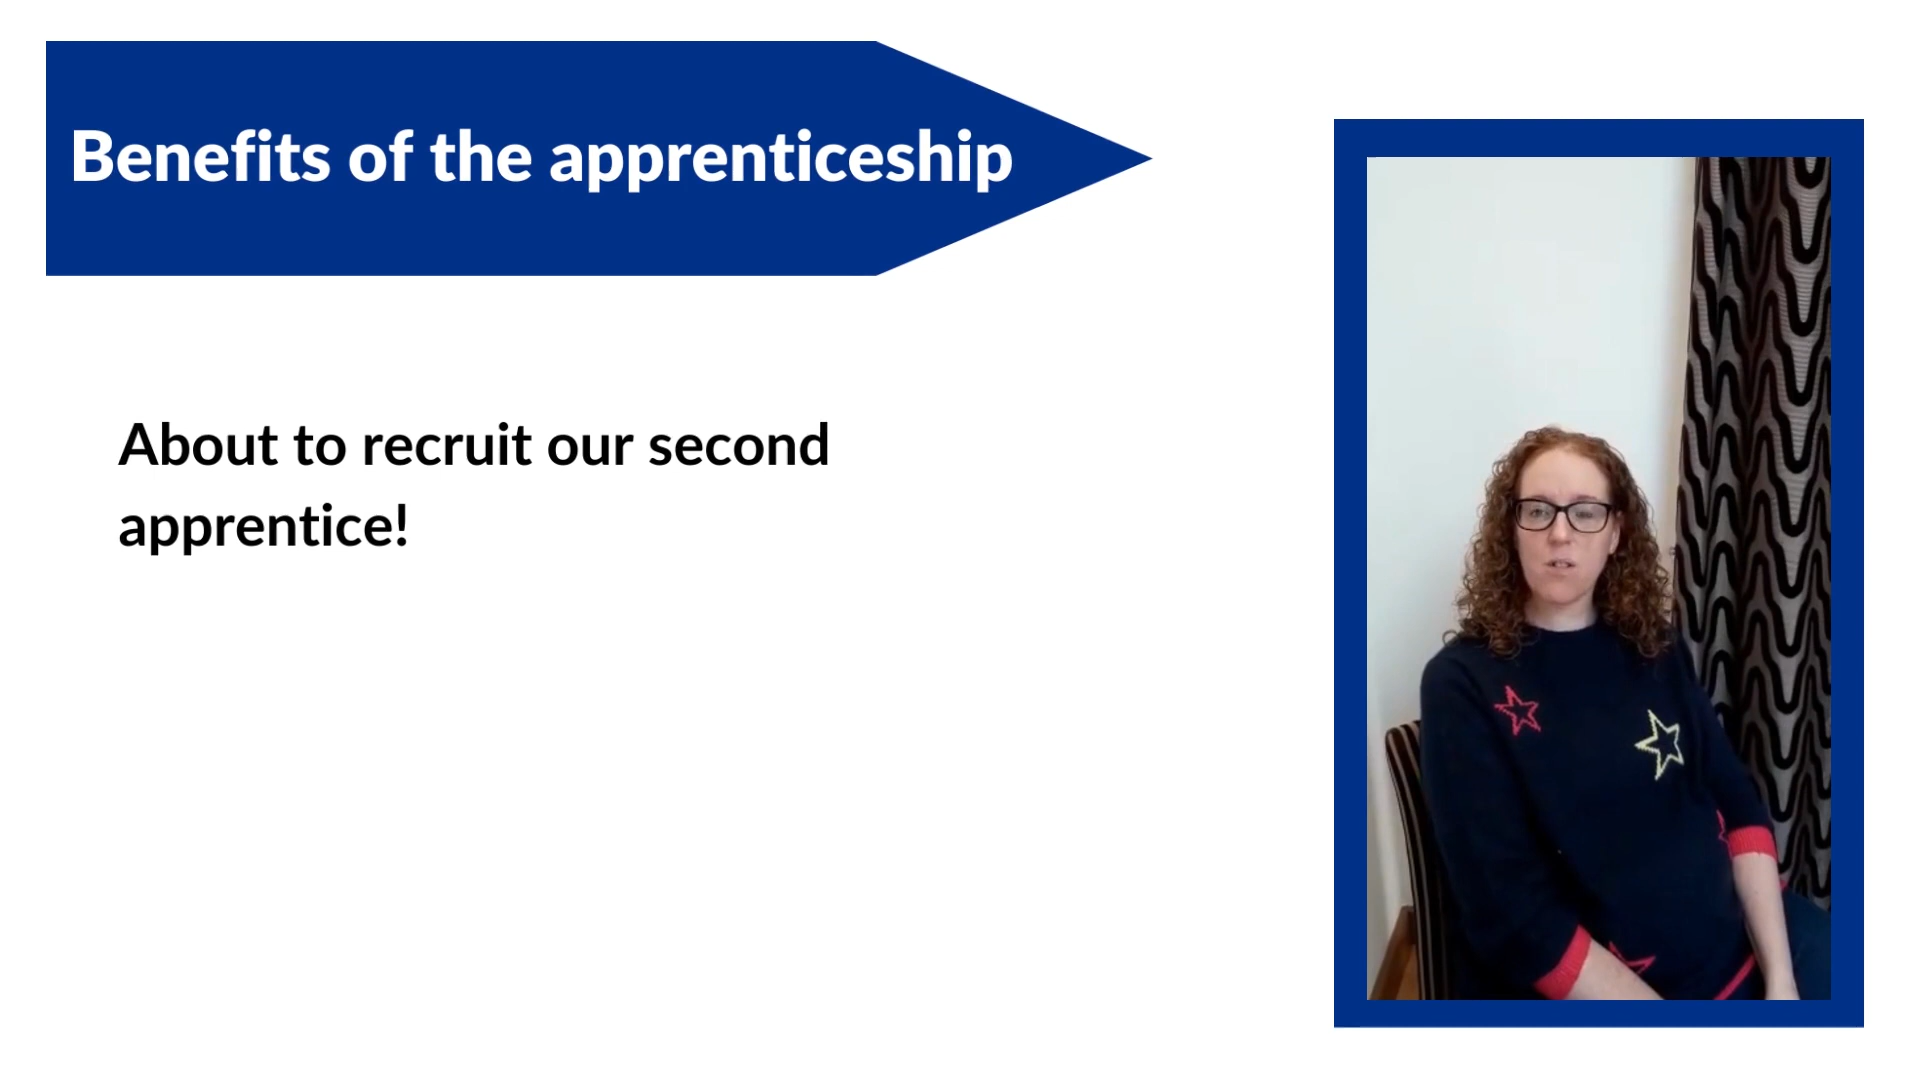 Benefits of the apprenticeship
About to recruit our second
apprentice!